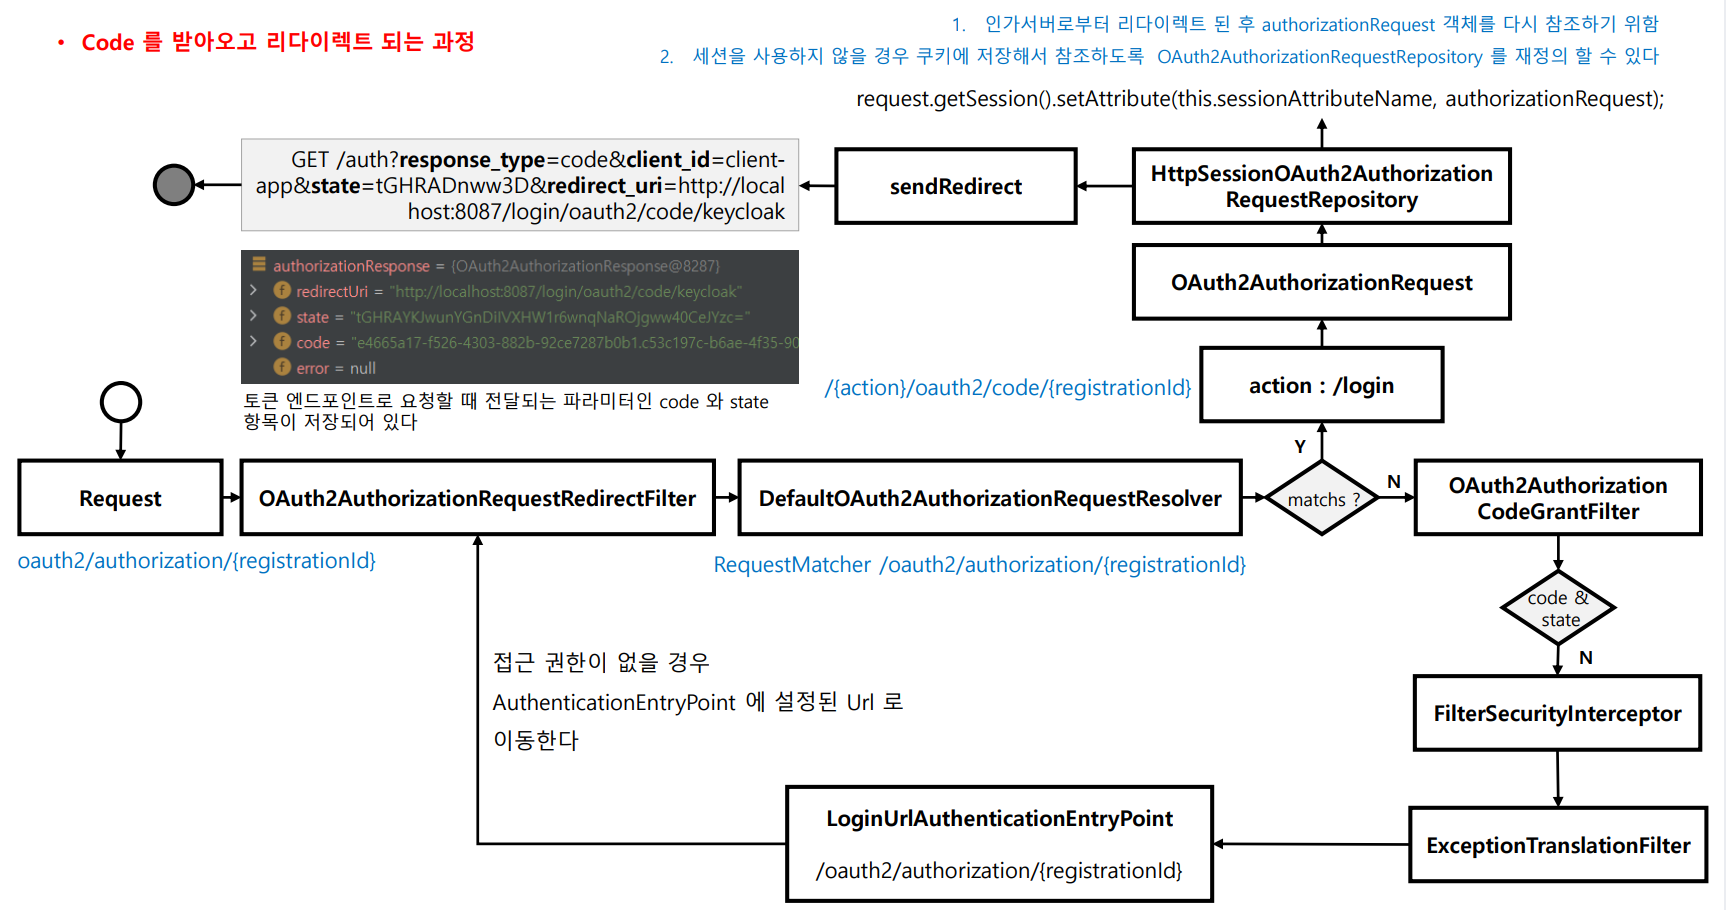 • Code 를 받아오고 리다이렉트 되는 과정
1. 인가서버로부터 리다이렉트 된 후 authorizationRequest 객체를 다시 참조하기 위함
2. 세션을 사용하지 않을 경우 쿠키에 저장해서 참조하도록 OAuth2AuthorizationRequestRepository 를 재정의 할 수 있다
request.getSession().setAttribute(this.sessionAttributeName, authorizationRequest);
GET /auth?response_type=code&client_id=client-
app&state=tGHRADnww3D&redirect_uri=http://local
host:8087/login/oauth2/code/keycloak
sendRedirect
HttpSessionOAuth2Authorization
RequestRepository
authorizationResponse = {OAuth2AuthorizationResponse@8287}
redirectUri = "http://localhost:8087/login/oauth2/code/keycloak"
state =
code = "e4665a17-f526-4303-882b-92ce7287b0b1.c53c197c-b6ae-4f35-90
error = null
토큰 엔드포인트로 요청할 때 전달되는 파라미터인 code 와 state
항목이 저장되어 있다
OAuth2AuthorizationRequest
/{action}/oauth2/code/{registrationId}
action : /login
Y
Request
OAuth2AuthorizationRequestRedirectFilter
DefaultOAuth2AuthorizationRequestResolver
matchs ?
N
OAuth2Authorization
CodeGrantFilter
oauth2/authorization/{registrationId}
RequestMatcher /oauth2/authorization/{registrationId}
code &
state
N
접근 권한이 없을 경우
AuthenticationEntryPoint 에 설정된 Url 로
이동한다
FilterSecurityInterceptor
LoginUrlAuthenticationEntryPoint
/oauth2/authorization/{registrationId}
ExceptionTranslationFilter